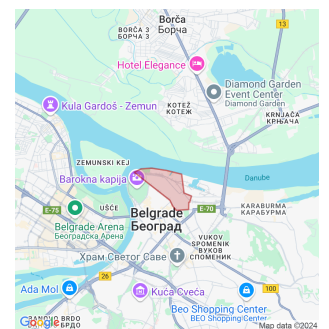 Borča
Борча
BORČA 3
БОРЧА 3
Hotel Elegance
Diamond Garden
Event Center
Diamond Garden
Kula Gardoš - Zemun
KOTEŽ
КОТЕЖ
KRNJAČA
КРЊАЧА
ZEMUNSKI KEJ
Barokna kapija
Danube
UŠĆE
E-75
E-70
KARABURMA
КАРАБУРМА
Belgrade
Београд
Belgrade Arena
Београдска Арена
VUKOV
SPOMENIK
ВУКОВ
СПОМЕНИК
Храм Светог Саве
Ada Mol
Kuća Cveća
100
Beo Shopping Center
BEO Shopping Center
BRDO
БРДО
Google
Map data ©2024